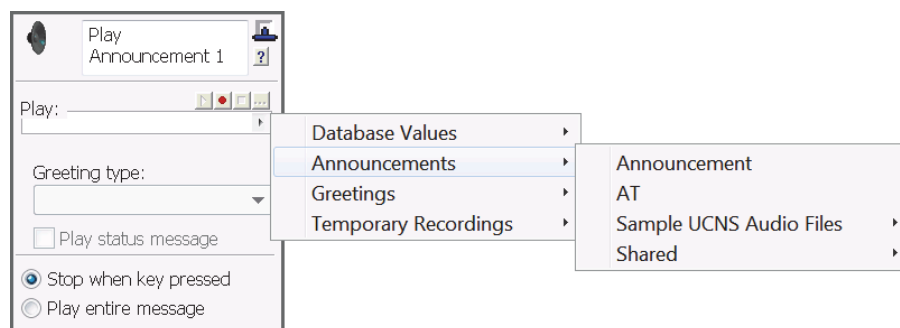 Play
Announcement 1
?
Play:
...
Database Values
Announcements
Greetings
Temporary Recordings
Announcement
AT
Sample UCNS Audio Files
Shared
Greeting type:
Play status message
Stop when key pressed
Play entire message